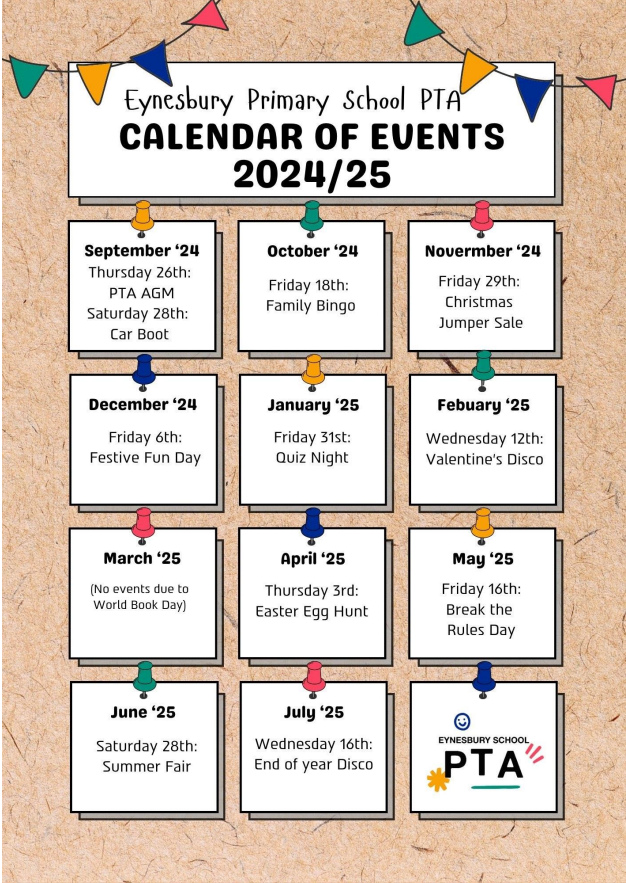 Eynesbury Primary School PTA
CALENDAR OF EVENTS
2024/25
September ‘24
Thursday 26th:
PTA AGM
Saturday 28th:
Car Boot
October ‘24
Friday 18th:
Family Bingo
Novermber ‘24
Friday 29th:
Christmas
Jumper Sale
December ‘24
Friday 6th:
Festive Fun Day
January ‘25
Friday 31st:
Quiz Night
Febuary ‘25
Wednesday 12th:
Valentine's Disco
March ‘25
(No events due to
World Book Day)
April ‘25
Thursday 3rd:
Easter Egg Hunt
May ‘25
Friday 16th:
Break the
Rules Day
June ‘25
Saturday 28th:
Summer Fair
July ‘25
Wednesday 16th:
End of year Disco
EYNESBURY SCHOOL
PTA